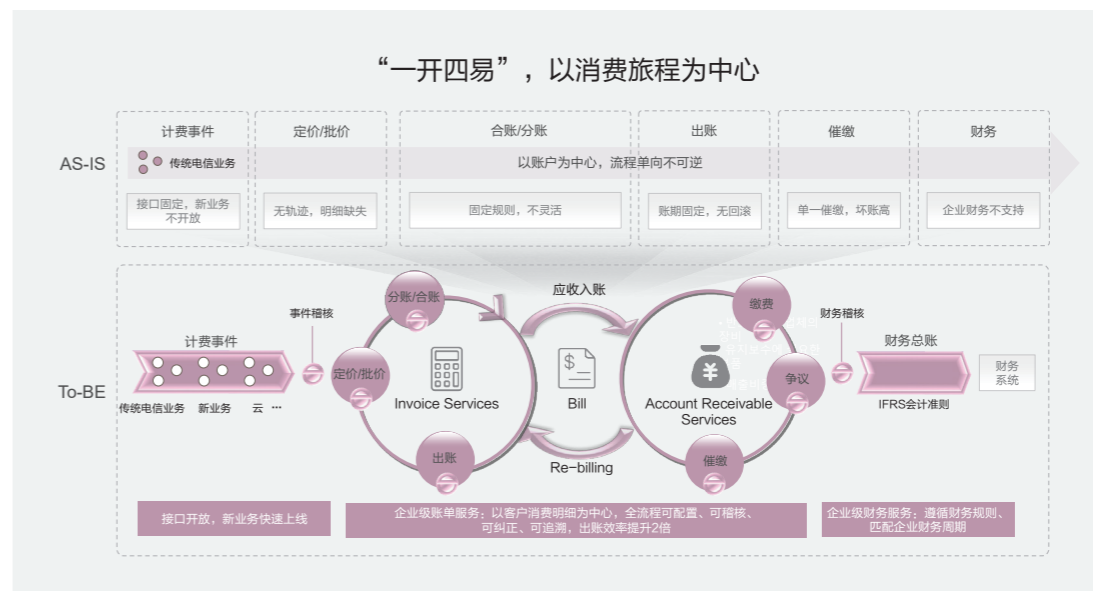 “一开四易”，以消费旅程为中心
计费事件
定价/批价
合账/分账
出账
催缴
财务
AS-IS
传统电信业务
以账户为中心，流程单向不可逆
接口固定，新业务
不开放
无轨迹，明细缺失
固定规则，不灵活
账期固定，无回滚
单一催缴，坏账高
企业财务不支持
To-BE
计费事件
传统电信业务
新业务
云 ...
事件稽核
分账/合账
定价/批价
出账
Invoice Services
应收入账
$
Bill
Re-billing
缴费
争议
催缴
¥
Account Receivable
Services
财务稽核
财务总账
IFRS会计准则
财务
系统
接口开放，新业务快速上线
企业级账单服务；以客户消费明细为中心，全流程可配置、可稽核、
可纠正、可追溯，出账效率提升2倍
企业级财务服务；遵循财务规则、
匹配企业财务周期